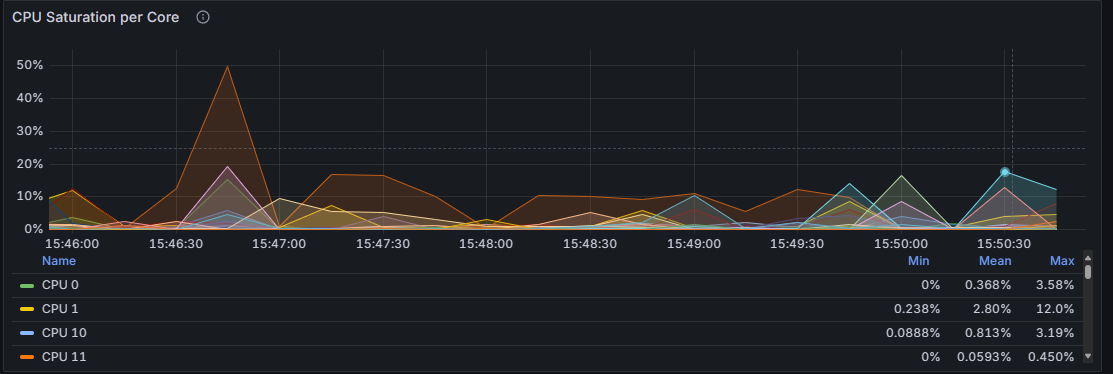 CPU Saturation per Core
50%
40%
30%
20%
10%
0%
15:46:00 15:46:30 15:47:00 15:47:30 15:48:00 15:48:30 15:49:00 15:49:30 15:50:00 15:50:30
Name Min Mean Max
CPU 0 0% 0.368% 3.58%
CPU 1 0.238% 2.80% 12.0%
CPU 10 0.0888% 0.813% 3.19%
CPU 11 0% 0.0593% 0.450%